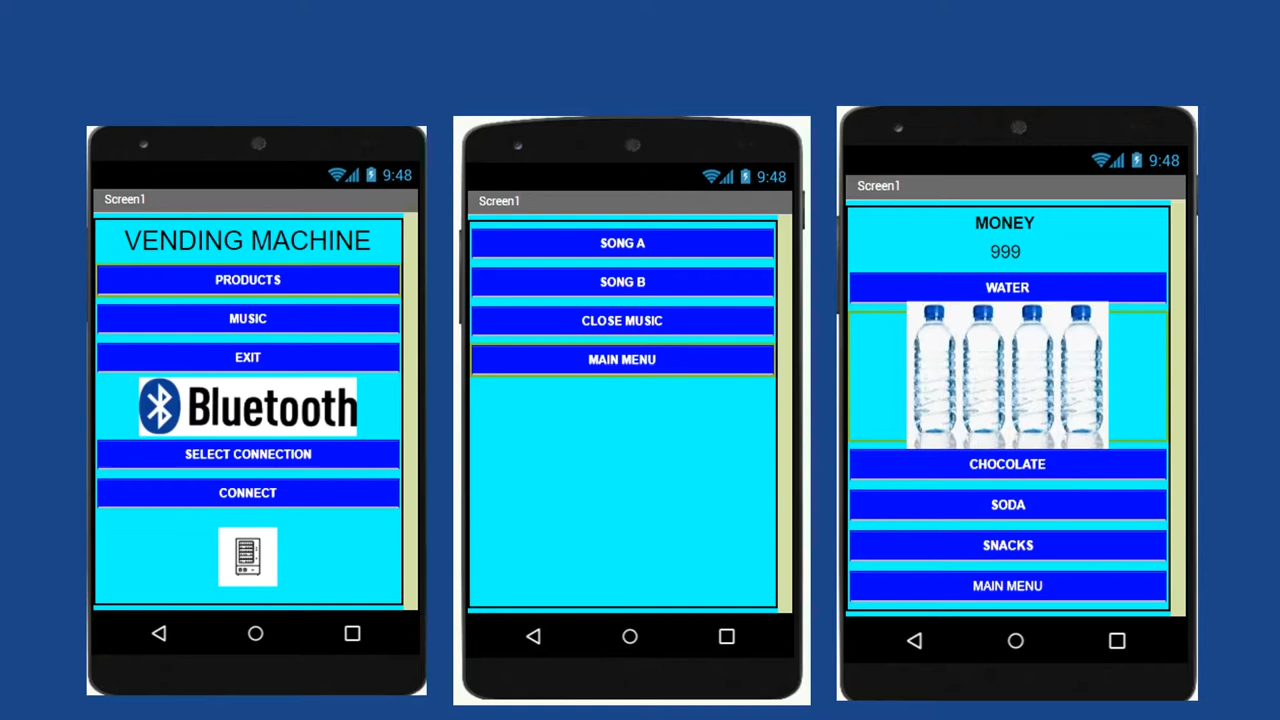 9:48
Screen1
VENDING MACHINE
PRODUCTS
MUSIC
EXIT
Bluetooth
SELECT CONNECTION
CONNECT
9:48
Screen1
SONG A
SONG B
CLOSE MUSIC
MAIN MENU
9:48
Screen1
MONEY
999
WATER
CHOCOLATE
SODA
SNACKS
MAIN MENU